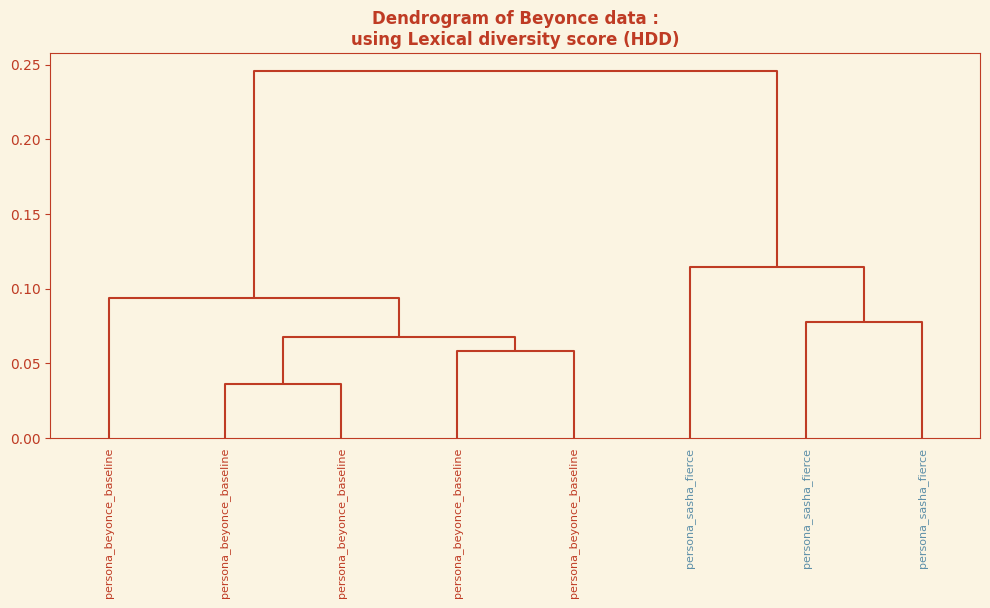 Dendrogram of Beyonce data :
using Lexical diversity score (HDD)
0.25
0.20
0.15
0.10
0.05
0.00
persona_beyonce_baseline
persona_beyonce_baseline
persona_beyonce_baseline
persona_beyonce_baseline
persona_beyonce_baseline
persona_sasha_fierce
persona_sasha_fierce
persona_sasha_fierce